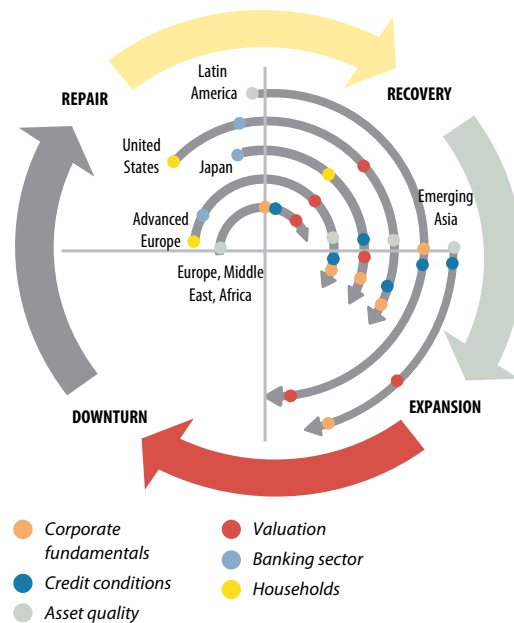 Latin
America
REPAIR
RECOVERY
United
States
Japan
Emerging
Asia
Advanced
Europe
Europe, Middle
East, Africa
DOWNTURN
EXPANSION
Corporate
fundamentals
Credit conditions
Asset quality
Valuation
Banking sector
Households